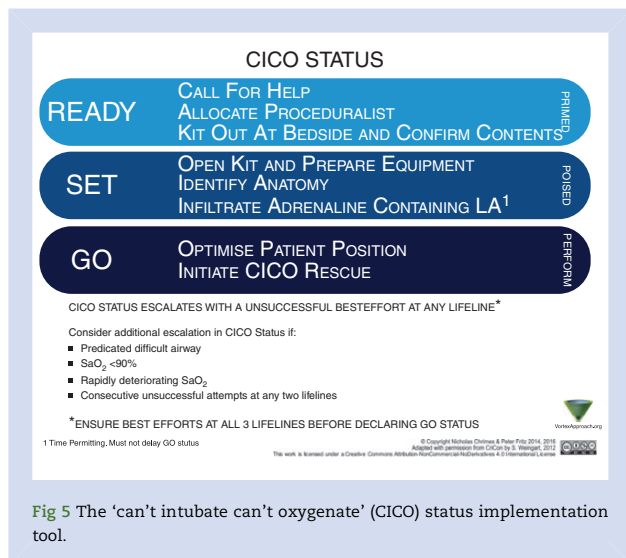 CICO STATUS
READY
CALL FOR HELP
ALLOCATE PROCEDURALIST
KIT OUT AT BEDSIDE AND CONFIRM CONTENTS
PRIMED
SET
OPEN KIT AND PREPARE EQUIPMENT
IDENTIFY ANATOMY
INFILTRATE ADRENALINE CONTAINING LA1
POISED
GO
OPTIMISE PATIENT POSITION
INITIATE CICO RESCUE
PERFORM
CICO STATUS ESCALATES WITH A UNSUCCESSFUL BESTEFFORT AT ANY LIFELINE*
Consider additional escalation in CICO Status if:
■ Predicated difficult airway
■ SaO2 <90%
■ Rapidly deteriorating SaO2
■ Consecutive unsuccessful attempts at any two lifelines
*ENSURE BEST EFFORTS AT ALL 3 LIFELINES BEFORE DECLARING GO STATUS
VortexApproach.org
1 Time Permitting, Must not delay GO status
© Copyright Nicholas Chrimes & Peter Fritz 2014, 2016
Adapted with permission from CriCon by S. Weingart, 2012
This work is licensed under a Creative Commons Attribution-NonCommercial-NoDerivatives 4.0 International License
Fig 5 The ‘can’t intubate can’t oxygenate’ (CICO) status implementation
tool.